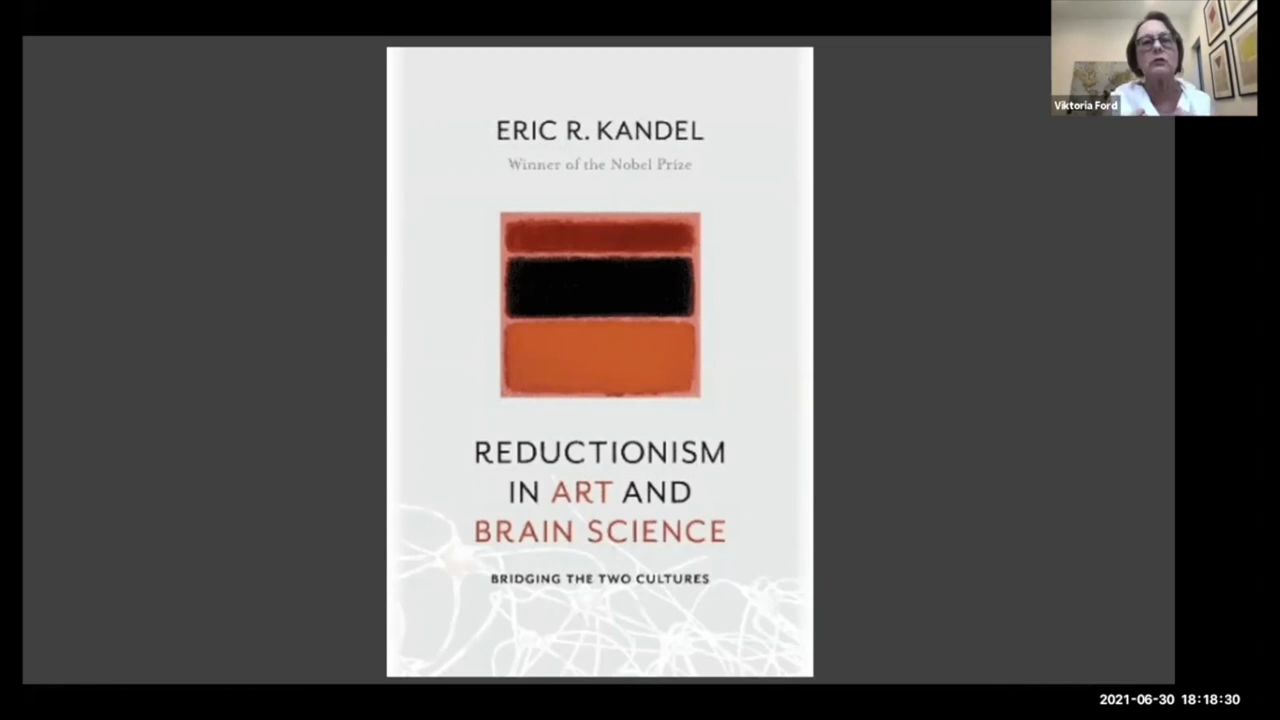 ERIC R. KANDEL
Winner of the Nobel Prize
REDUCTIONISM
IN ART AND
BRAIN SCIENCE
BRIDGING THE TWO CULTURES
Viktoria Ford
2021-06-30 18:18:30